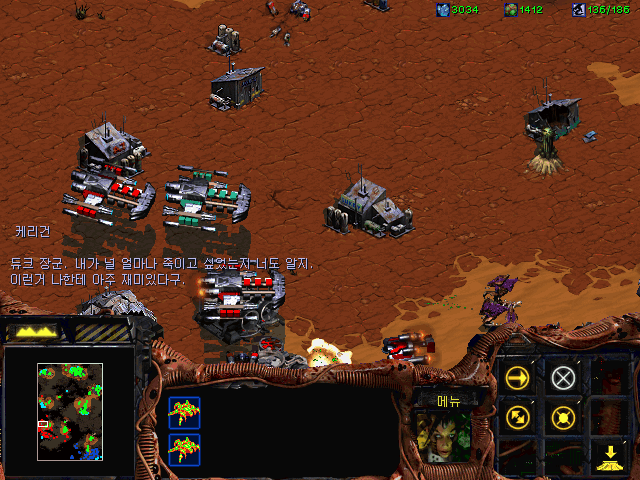 3034 1412 136/186
케리건
듀크 장군. 내가 널 얼마나 죽이고 싶었는지 너도 알지.
이런거 나한테 아주 재미있다구.
메뉴